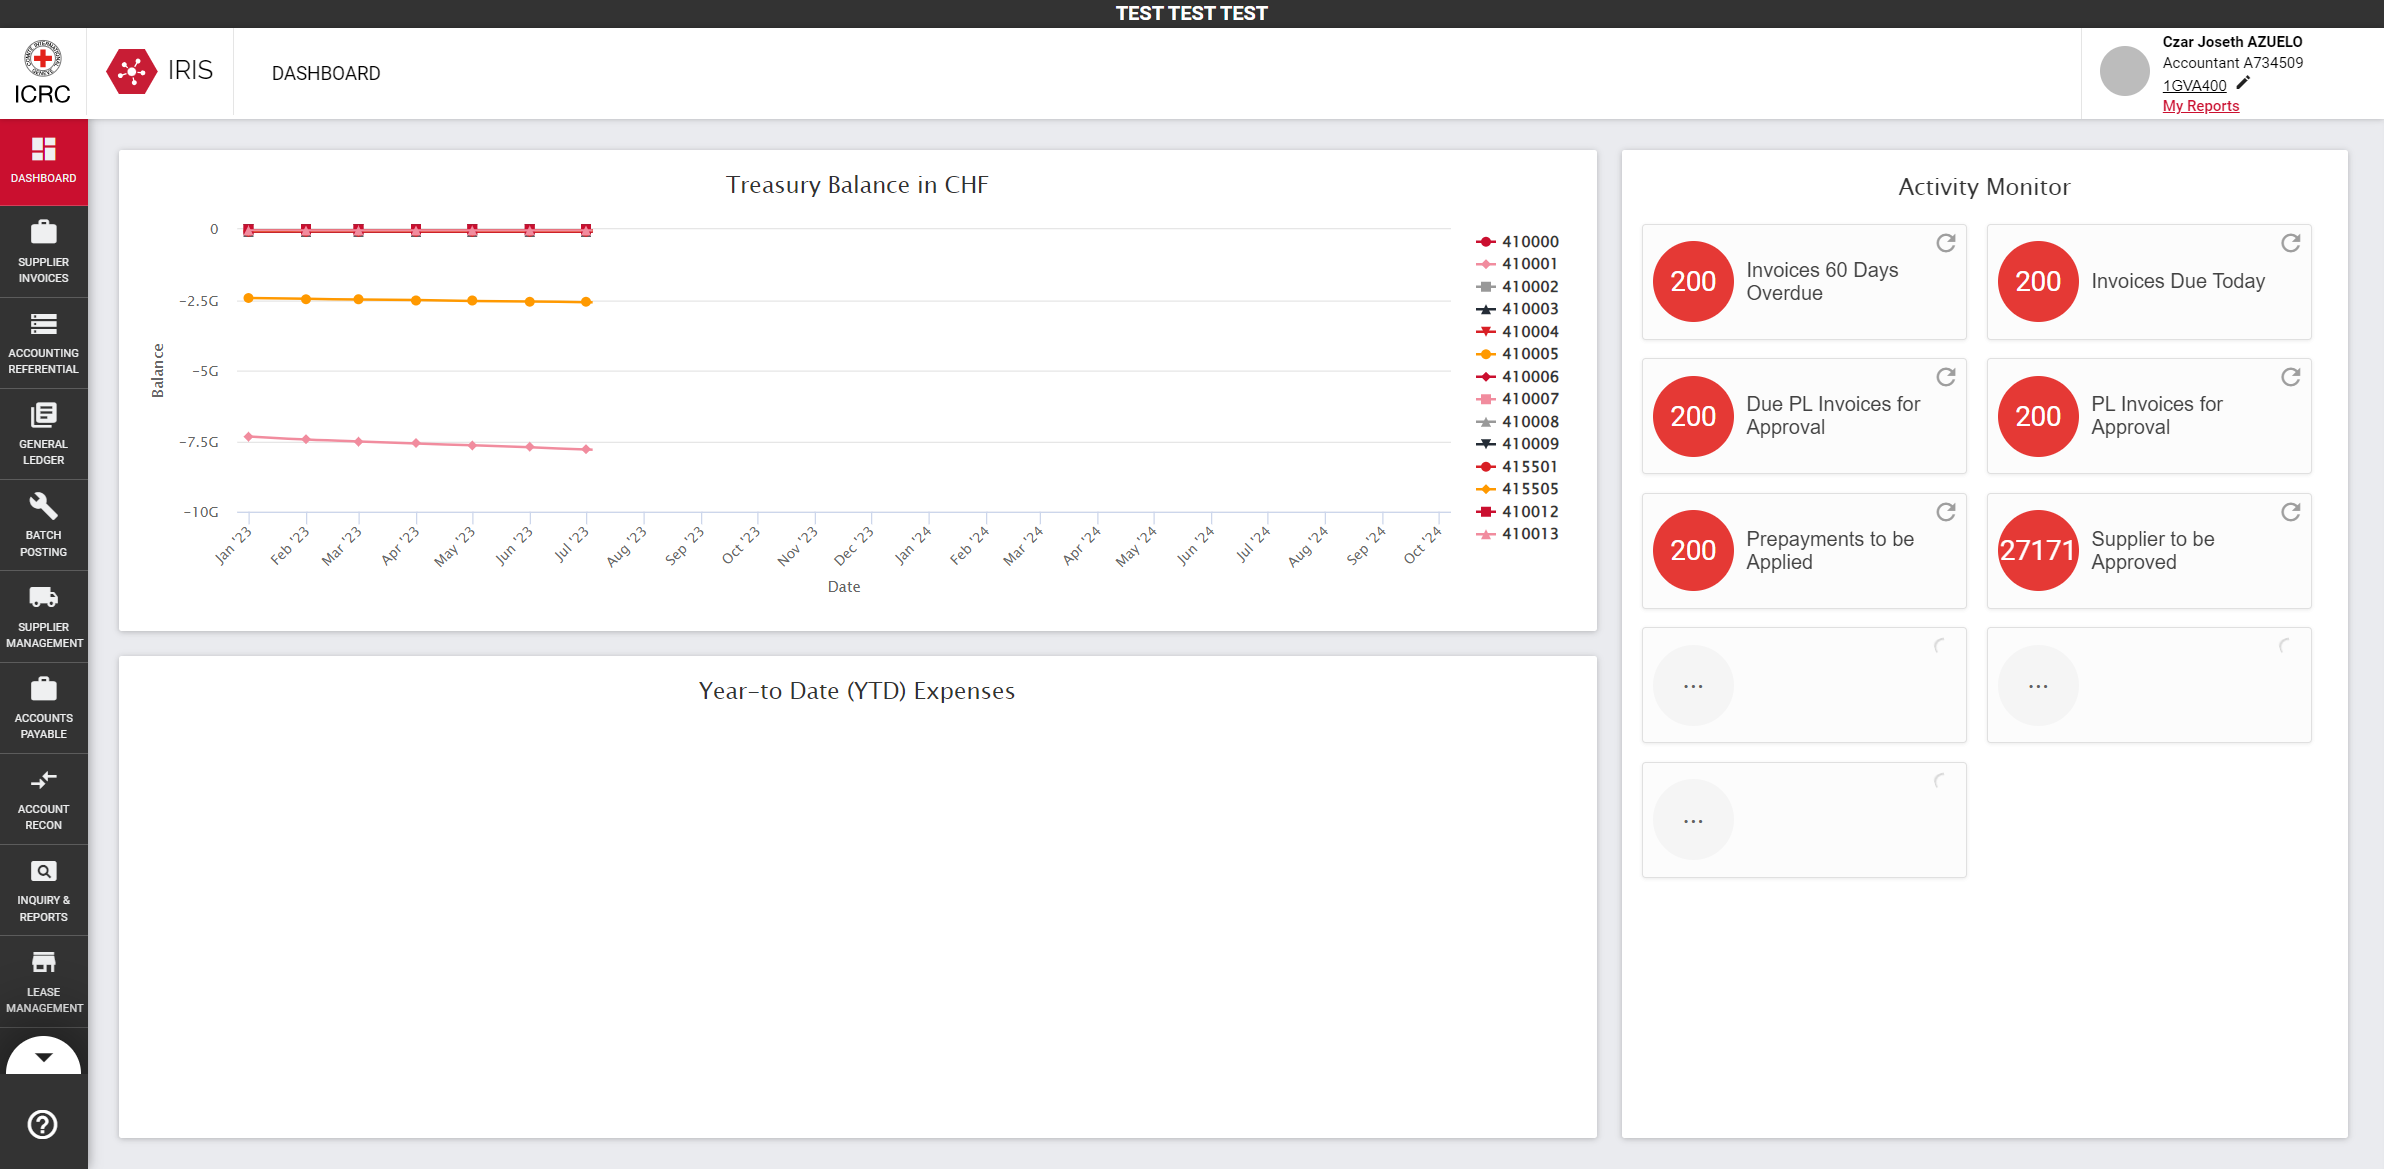 TEST TEST TEST
ICRC
IRIS
DASHBOARD
Czar Joseth AZUELO
Accountant A734509
1GVA400
My Reports
DASHBOARD
SUPPLIER
INVOICES
ACCOUNTING
REFERENTIAL
GENERAL
LEDGER
BATCH
POSTING
SUPPLIER
MANAGEMENT
ACCOUNTS
PAYABLE
ACCOUNT
RECON
INQUIRY &
REPORTS
LEASE
MANAGEMENT
Treasury Balance in CHF
Balance
0
-2.5G
-5G
-7.5G
-10G
Jan '23
Feb '23
Mar '23
Apr '23
May '23
Jun '23
Jul '23
Aug '23
Sep '23
Oct '23
Nov '23
Dec '23
Jan '24
Feb '24
Mar '24
Apr '24
May '24
Jun '24
Jul '24
Aug '24
Sep '24
Oct '24
Date
410000
410001
410002
410003
410004
410005
410006
410007
410008
410009
415501
415505
410012
410013
Year-to Date (YTD) Expenses
Activity Monitor
200
Invoices 60 Days
Overdue
200
Invoices Due Today
200
Due PL Invoices for
Approval
200
PL Invoices for
Approval
200
Prepayments to be
Applied
27171
Supplier to be
Approved
...
...
...